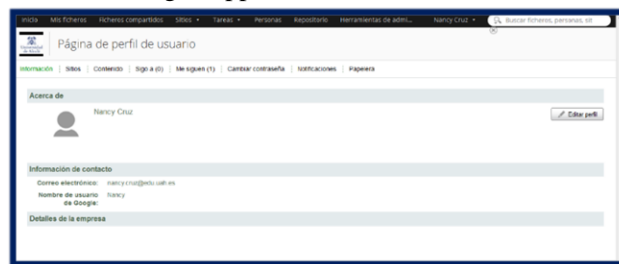 Inicio Mis ficheros Ficheros compartidos Sitios Tareas Personas Repositorio Herramientas de admi... Nancy Cruz Buscar ficheros, personas, sit
Página de perfil de usuario
Información Sitios Contenido Sigo a (0) Me siguen (1) Cambiar contraseña Notificaciones Papelera
Acerca de
Nancy Cruz
Editar perfil
Información de contacto
Correo electrónico: nancy.cruz@edu.uah.es
Nombre de usuario de Google: Nancy
Detalles de la empresa